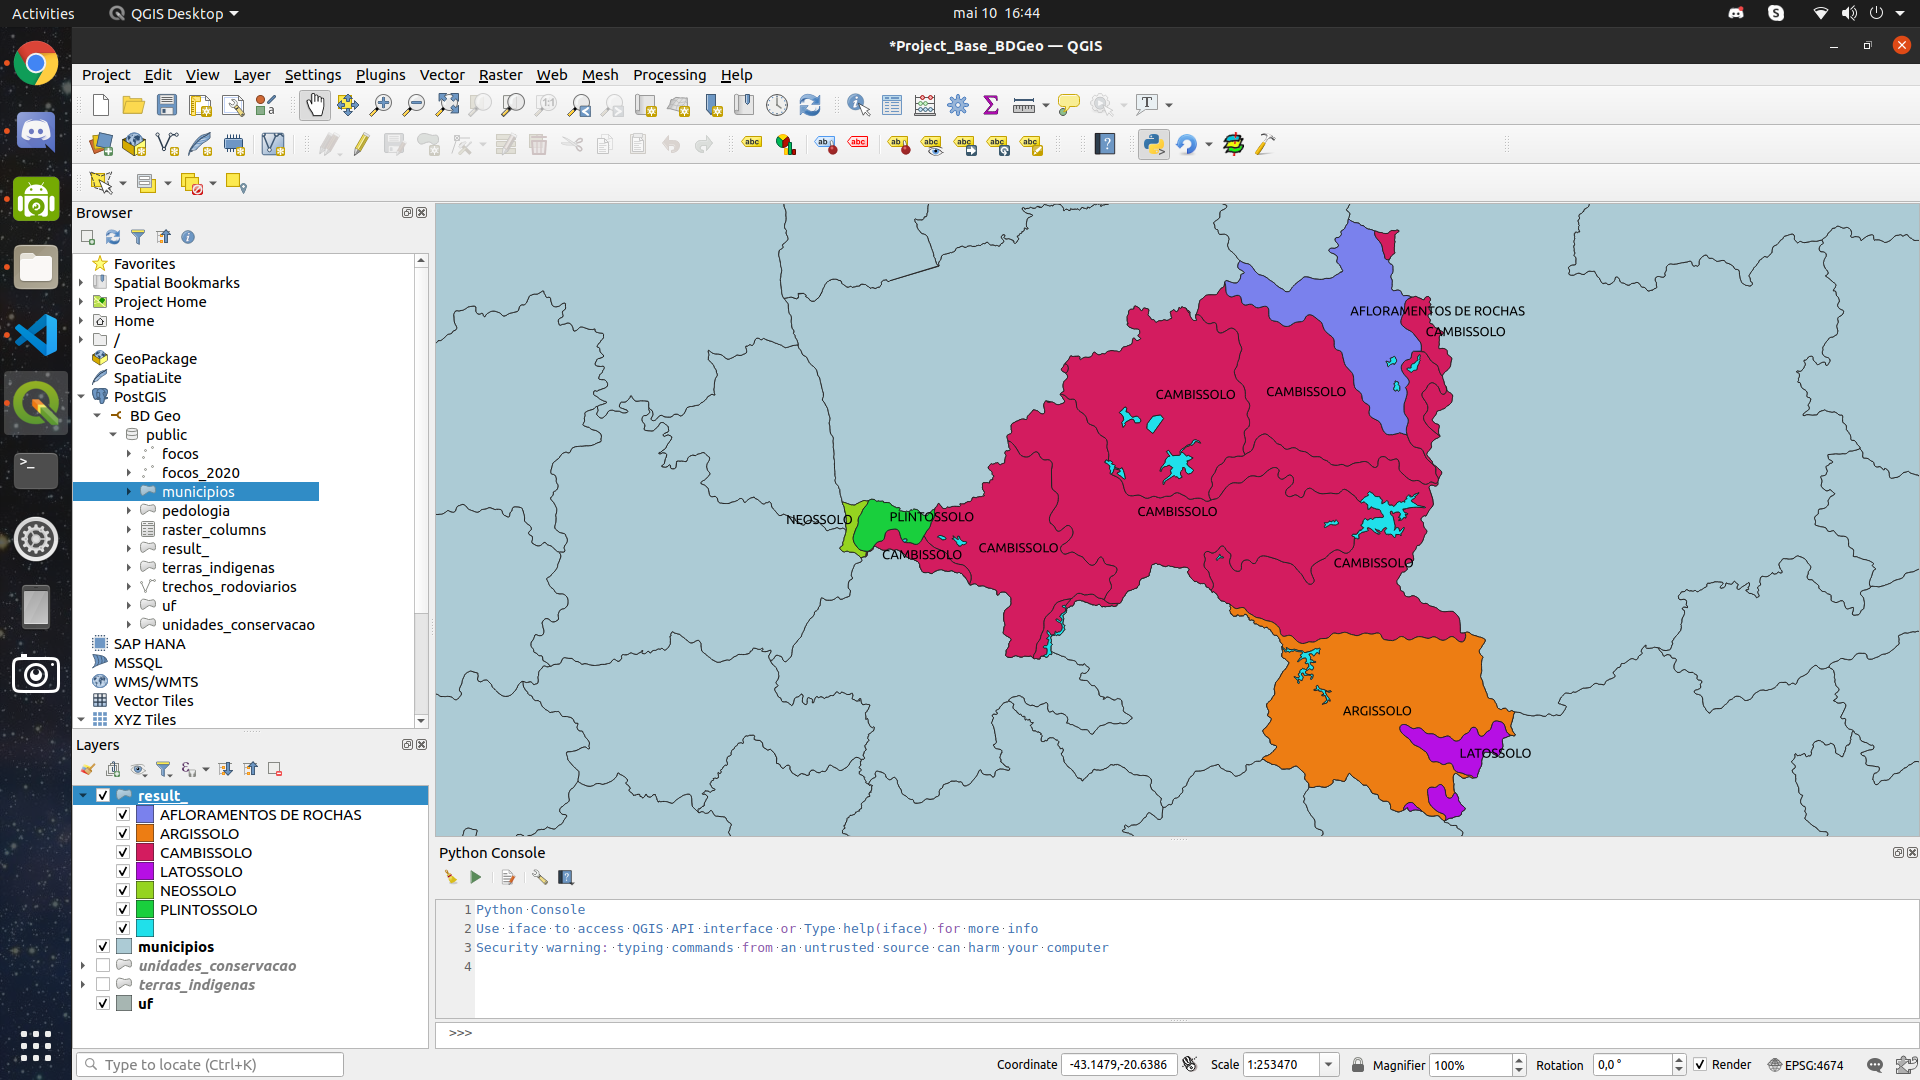 Activities
QGIS Desktop
mai 10 16:44
*Project_Base_BDGeo — QGIS
Project Edit View Layer Settings Plugins Vector Raster Web Mesh Processing Help
Browser
Favorites
Spatial Bookmarks
Project Home
Home
/
GeoPackage
SpatiaLite
PostGIS
BD Geo
public
focos
focos_2020
municipios
pedologia
raster_columns
result_
terras_indigenas
trechos_rodoviarios
uf
unidades_conservacao
SAP HANA
MSSQL
WMS/WMTS
Vector Tiles
XYZ Tiles
Layers
result_
AFLORAMENTOS DE ROCHAS
ARGISSOLO
CAMBISSOLO
LATOSSOLO
NEOSSOLO
PLINTOSSOLO
municipios
unidades_conservacao
terras_indigenas
uf
Type to locate (Ctrl+K)
AFLORAMENTOS DE ROCHAS
CAMBISSOLO
CAMBISSOLO
CAMBISSOLO
CAMBISSOLO
NEOSSOLO
PLINTOSSOLO
CAMBISSOLO
CAMBISSOLO
CAMBISSOLO
ARGISSOLO
LATOSSOLO
Python Console
1 Python Console
2 Use iface to access QGIS API interface or Type help(iface) for more info
3 Security warning: typing commands from an untrusted source can harm your computer
4
>>>
Coordinate -43.1479,-20.6386 Scale 1:253470 Magnifier 100% Rotation 0,0 ° Render EPSG:4674